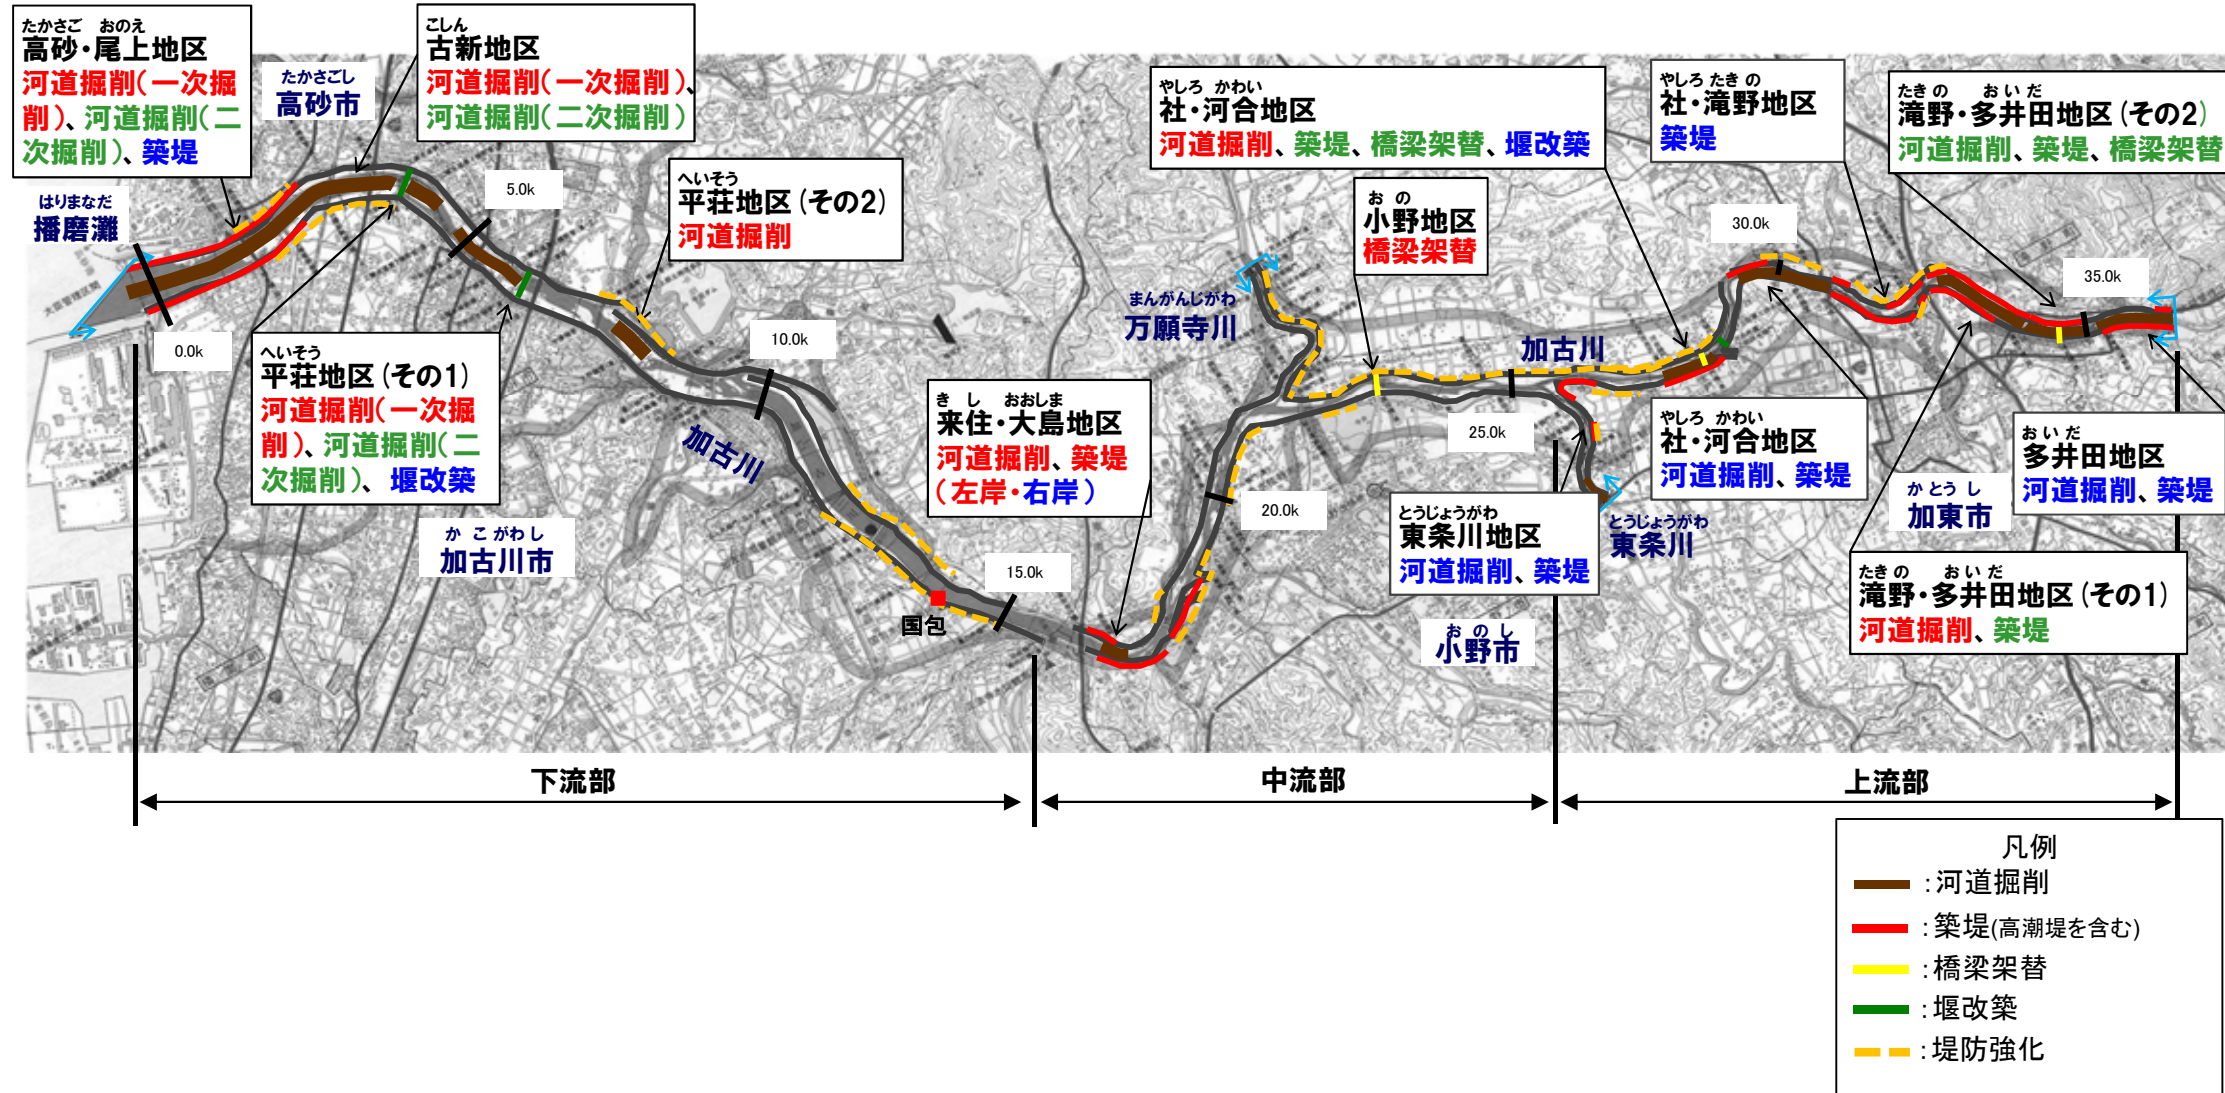 たかさご おのえ
高砂・尾上地区
河道掘削(一次掘
削)、河道掘削(二
次掘削)、築堤
たかさごし
高砂市
はりまなだ
播磨灘
こしん
古新地区
河道掘削(一次掘削)、
河道掘削(二次掘削)
5.0k
へいそう
平荘地区(その2)
河道掘削
0.0k
へいそう
平荘地区(その1)
河道掘削(一次掘
削)、河道掘削(二
次掘削)、堰改築
かこがわし
加古川市
10.0k
加古川
国包
15.0k
きし おおしま
来住・大島地区
河道掘削、築堤
(左岸・右岸)
まんがんじがわ
万願寺川
やしろ かわい
社・河合地区
河道掘削、築堤、橋梁架替、堰改築
おの
小野地区
橋梁架替
加古川
20.0k
25.0k
とうじょうがわ
東条川地区
河道掘削、築堤
おのし
小野市
とうじょうがわ
東条川
やしろ たきの
社・滝野地区
築堤
たきの おいだ
滝野・多井田地区(その2)
河道掘削、築堤、橋梁架替
30.0k
35.0k
やしろ かわい
社・河合地区
河道掘削、築堤
かとうし
加東市
おいだ
多井田地区
河道掘削、築堤
たきの おいだ
滝野・多井田地区(その1)
河道掘削、築堤
下流部
中流部
上流部
凡例
:河道掘削
:築堤(高潮堤を含む)
:橋梁架替
:堰改築
:堤防強化